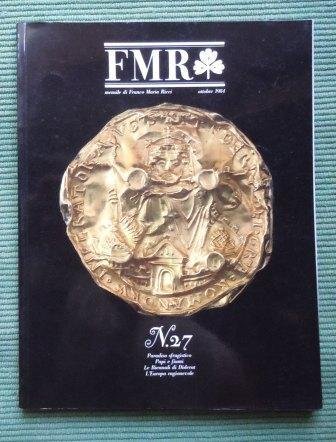 FMR
mensile di Franco Maria Ricci ottobre 1984
N.27
Paradiso sfragistico
Papi e fiumi
Le Biennali di Diderot
L'Europa ragionevole